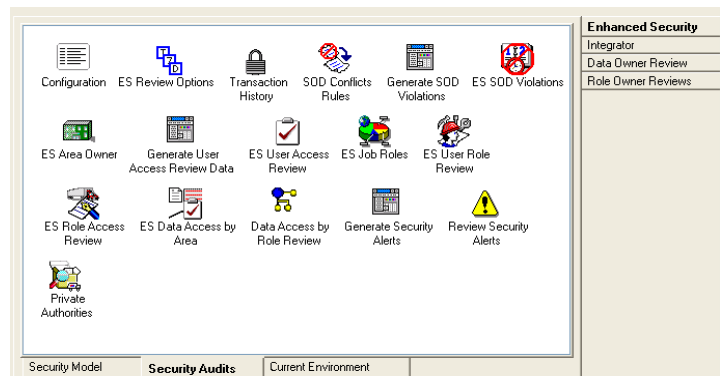 Configuration
ES Review Options
Transaction
History
SOD Conflicts
Rules
Generate SOD
Violations
ES SOD Violations
ES Area Owner
Generate User
Access Review Data
ES User Access
Review
ES Job Roles
ES User Role
Review
ES Role Access
Review
ES Data Access by
Area
Data Access by
Role Review
Generate Security
Alerts
Review Security
Alerts
Private
Authorities
Security Model
Security Audits
Current Environment
Enhanced Security
Integrator
Data Owner Review
Role Owner Reviews